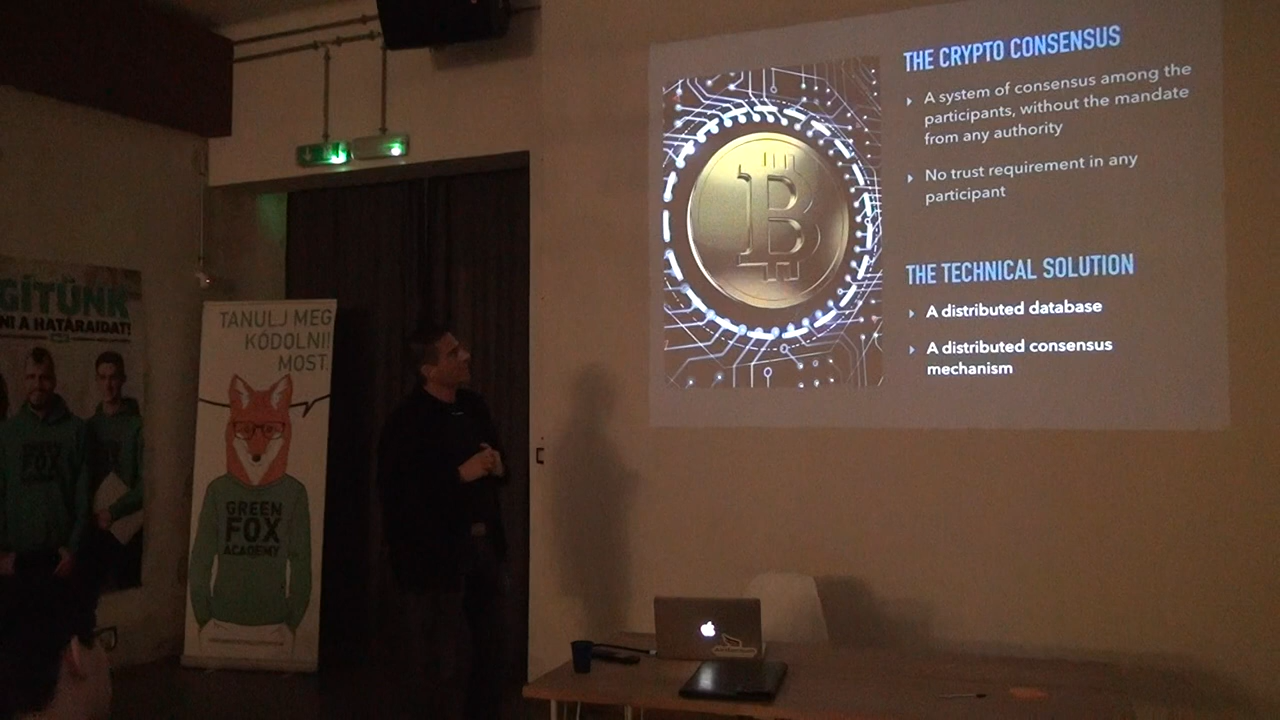 THE CRYPTO CONSENSUS
A system of consensus among the
participants, without the mandate
from any authority
No trust requirement in any
participant
THE TECHNICAL SOLUTION
A distributed database
A distributed consensus
mechanism
GÍTÜNK
NI A HATÁRAIDAT!
TANULJ MEG
KÓDOLNI!
MOST.
GREEN
FOX
ACADEMY
FOX